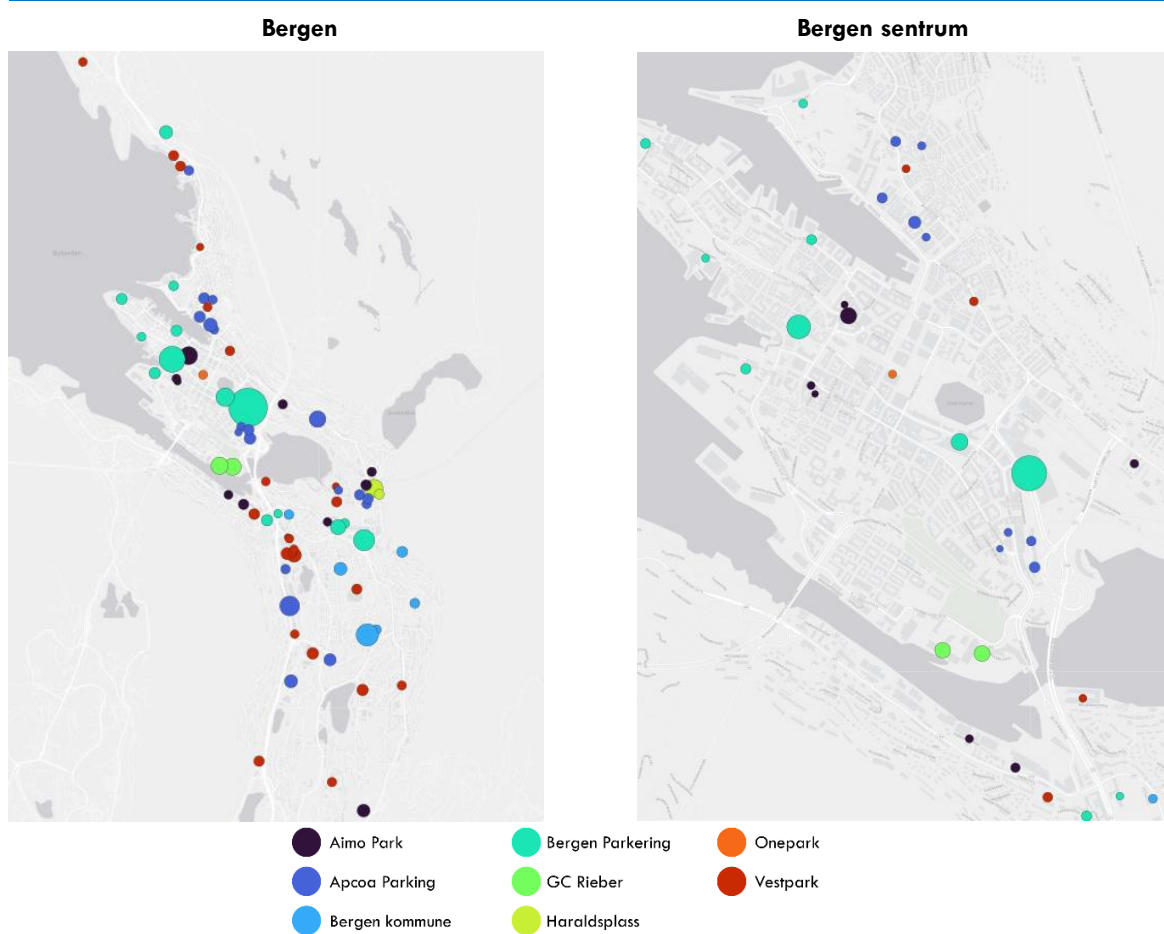 Bergen
Bergen sentrum
Aimo Park
Bergen Parkering
Onepark
Apcoa Parking
GC Rieber
Vestpark
Bergen kommune
Haraldsplass